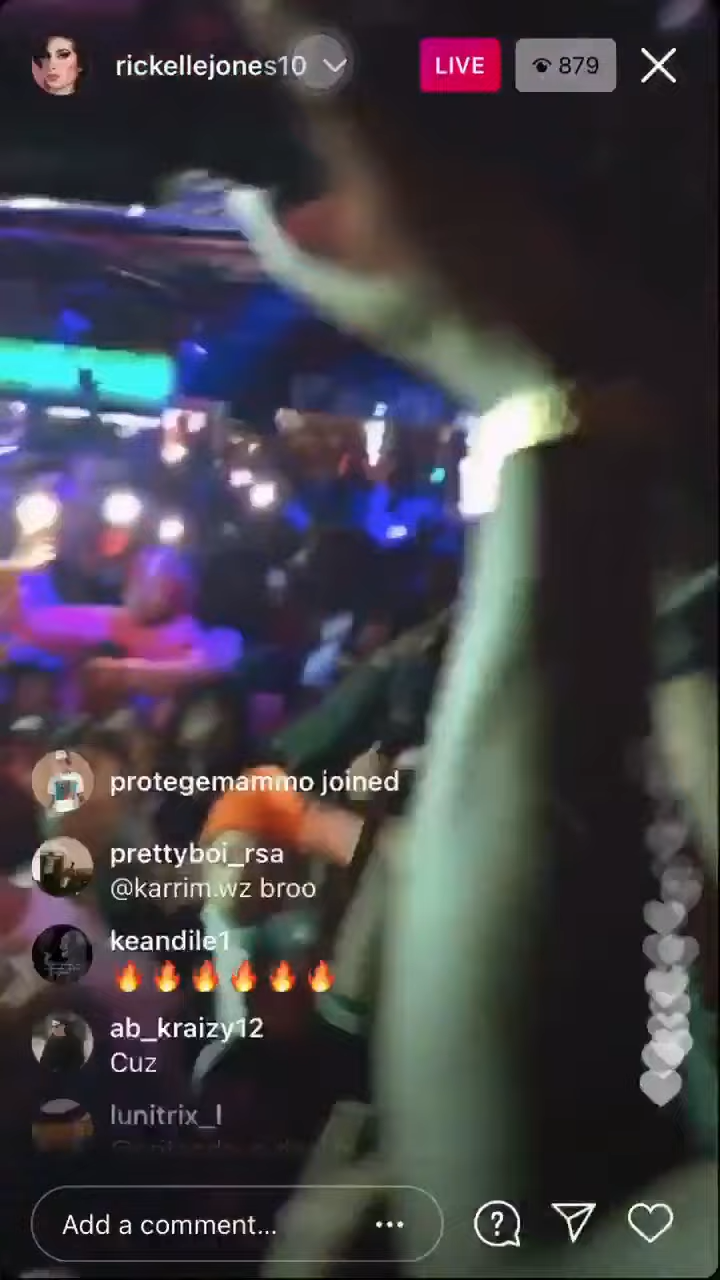 rickellejones10
LIVE
879
protegemammo joined
prettyboi_rsa
@karrim.wz broo
keandile1
🔥🔥🔥🔥🔥🔥
ab_kraizy12
Cuz
lunitrix_l
Add a comment...